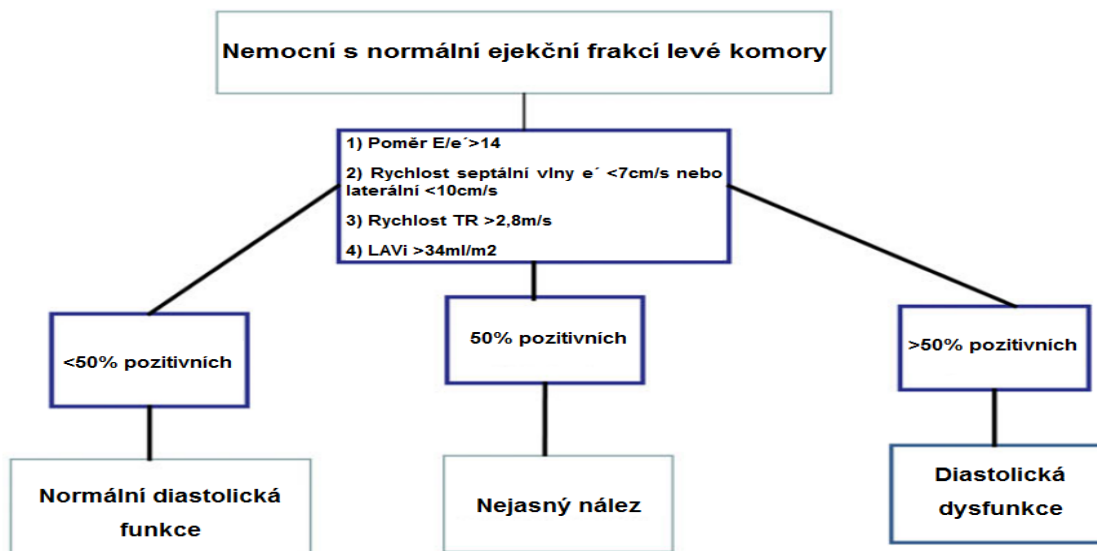 Nemocní s normální ejekční frakcí levé komory
1) Poměr E/e´>14
2) Rychlost septální vlny e´ <7cm/s nebo
laterální <10cm/s
3) Rychlost TR >2,8m/s
4) LAVi >34ml/m2
<50% pozitivních
50% pozitivních
>50% pozitivních
Normální diastolická
funkce
Nejasný nález
Diastolická
dysfunkce